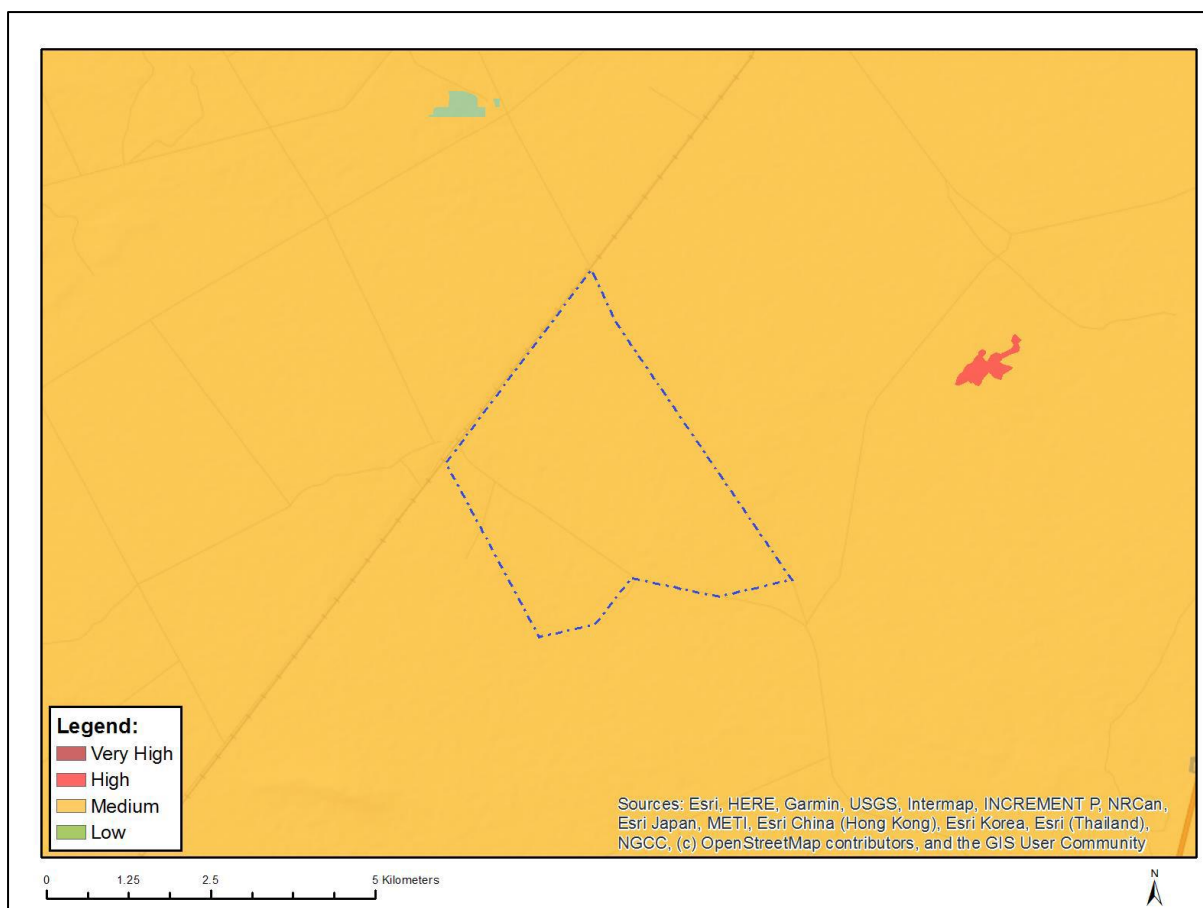 Legend:
Very High
High
Medium
Low
Sources: Esri, HERE, Garmin, USGS, Intermap, INCREMENT P, NRCan,
Esri Japan, METI, Esri China (Hong Kong), Esri Korea, Esri (Thailand),
NGCC, (c) OpenStreetMap contributors, and the GIS User Community
0 1.25 2.5 5 Kilometers
N